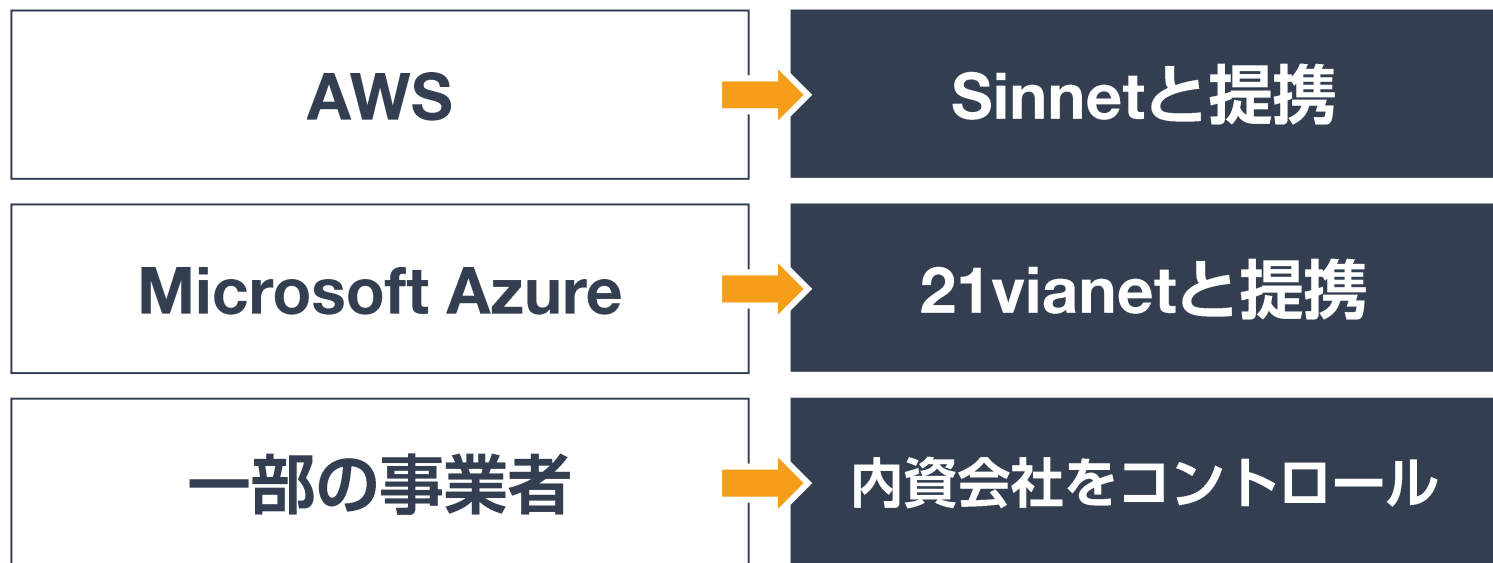 AWS
Sinnetと提携
Microsoft Azure
21vianetと提携
一部の事業者
内資会社をコントロール